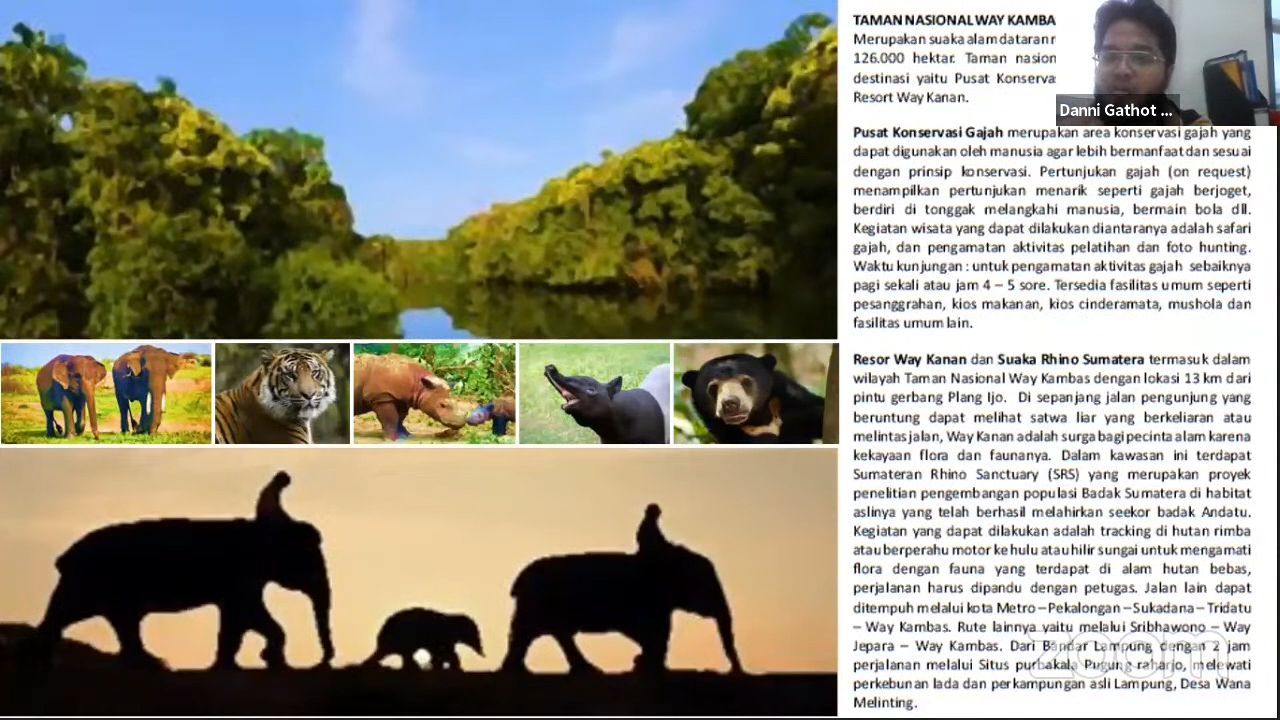 TAMAN NASIONAL WAY KAMBA
Merupakan suaka alam dataran r
126.000 hektar. Taman nasion
destinasi yaitu Pusat Konserva
Resort Way Kanan.
Danni Gathot ...
Pusat Konservasi Gajah merupakan area konservasi gajah yang
dapat digunakan oleh manusia agar lebih bermanfaat dan sesuai
dengan prinsip konservasi. Pertunjukan gajah (on request)
menampilkan pertunjukan menarik seperti gajah berjoget,
berdiri di tonggak melangkahi manusia, bermain bola dll.
Kegiatan wisata yang dapat dilakukan diantaranya adalah safari
gajah, dan pengamatan aktivitas pelatihan dan foto hunting.
Waktu kunjungan : untuk pengamatan aktivitas gajah sebaiknya
pagi sekali atau jam 4 – 5 sore. Tersedia fasilitas umum seperti
pesanggrahan, kios makanan, kios cinderamata, mushola dan
fasilitas umum lain.
Resor Way Kanan dan Suaka Rhino Sumatera termasuk dalam
wilayah Taman Nasional Way Kambas dengan lokasi 13 km dari
pintu gerbang Plang Ijo. Di sepanjang jalan pengunjung yang
beruntung dapat melihat satwa liar yang berkeliaran atau
melintas jalan, Way Kanan adalah surga bagi pecinta alam karena
kekayaan flora dan faunanya. Dalam kawasan ini terdapat
Sumateran Rhino Sanctuary (SRS) yang merupakan proyek
penelitian pengembangan populasi Badak Sumatera di habitat
aslinya yang telah berhasil melahirkan seekor badak Andatu.
Kegiatan yang dapat dilakukan adalah tracking di hutan rimba
atau berperahu motor ke hulu atau hilir sungai untuk mengamati
flora dengan fauna yang terdapat di alam hutan bebas,
perjalanan harus dipandu dengan petugas. Jalan lain dapat
ditempuh melalui kota Metro – Pekalongan – Sukadana – Tridatu
– Way Kambas. Rute lainnya yaitu melalui Sribhawono – Way
Jepara – Way Kambas. Dari Bandar Lampung dengan 2 jam
perjalanan melalui Situs purbakala Pugung raharjo, melewati
perkebunan lada dan perkampungan asli Lampung, Desa Wana
Melinting.
zoom